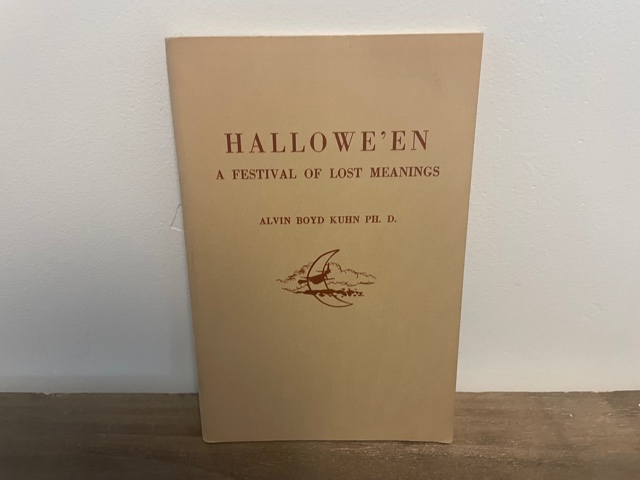 HALLOWE'EN
A FESTIVAL OF LOST MEANINGS
ALVIN BOYD KUHN PH. D.